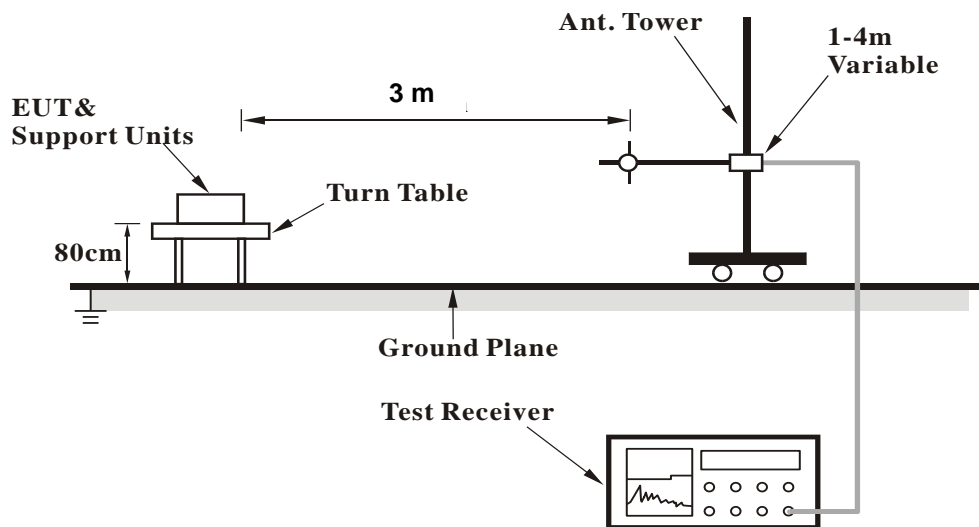 Ant. Tower
1-4m
Variable
3 m
EUT&
Support Units
Turn Table
80cm
Ground Plane
Test Receiver